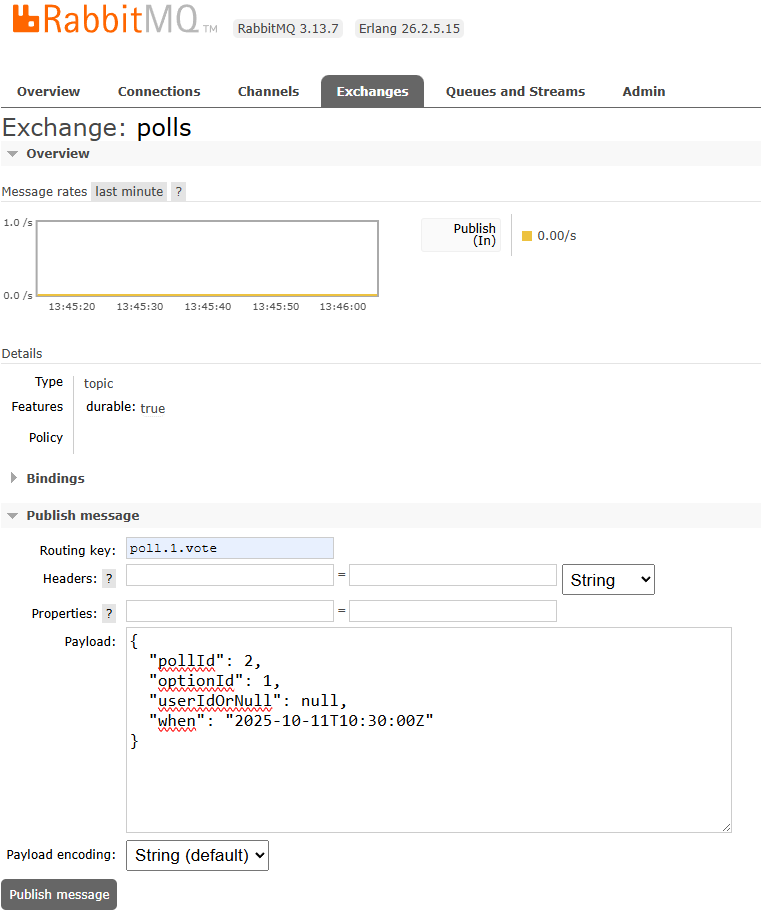 RabbitMQ TM RabbitMQ 3.13.7 Erlang 26.2.5.15
Overview Connections Channels Exchanges Queues and Streams Admin
Exchange: polls
Overview
Message rates last minute ?
1.0 /s
0.0 /s
13:45:20 13:45:30 13:45:40 13:45:50 13:46:00
Publish
(In)
0.00/s
Details
Type topic
Features durable: true
Policy
Bindings
Publish message
Routing key: poll.1.vote
Headers: ? = String
Properties: ? =
Payload: {
"pollId": 2,
"optionId": 1,
"userIdOrNull": null,
"when": "2025-10-11T10:30:00Z"
}
Payload encoding: String (default)
Publish message